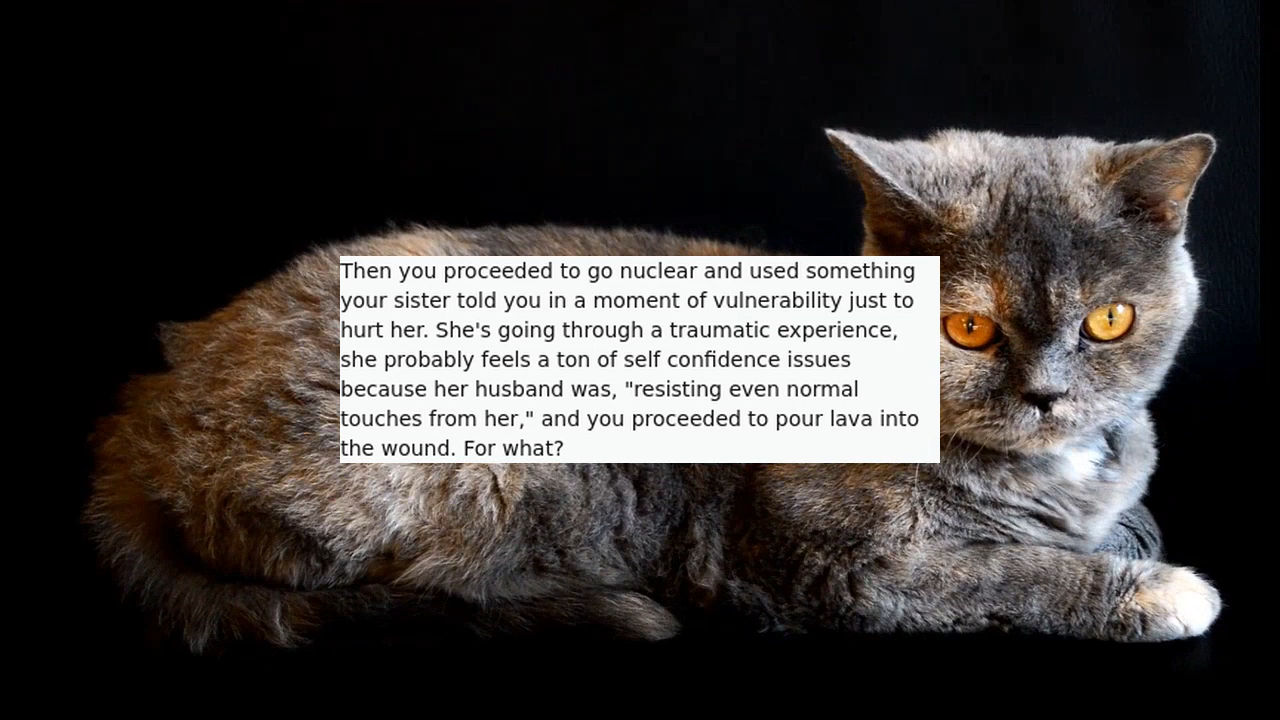 Then you proceeded to go nuclear and used something
your sister told you in a moment of vulnerability just to
hurt her. She's going through a traumatic experience,
she probably feels a ton of self confidence issues
because her husband was, "resisting even normal
touches from her," and you proceeded to pour lava into
the wound. For what?